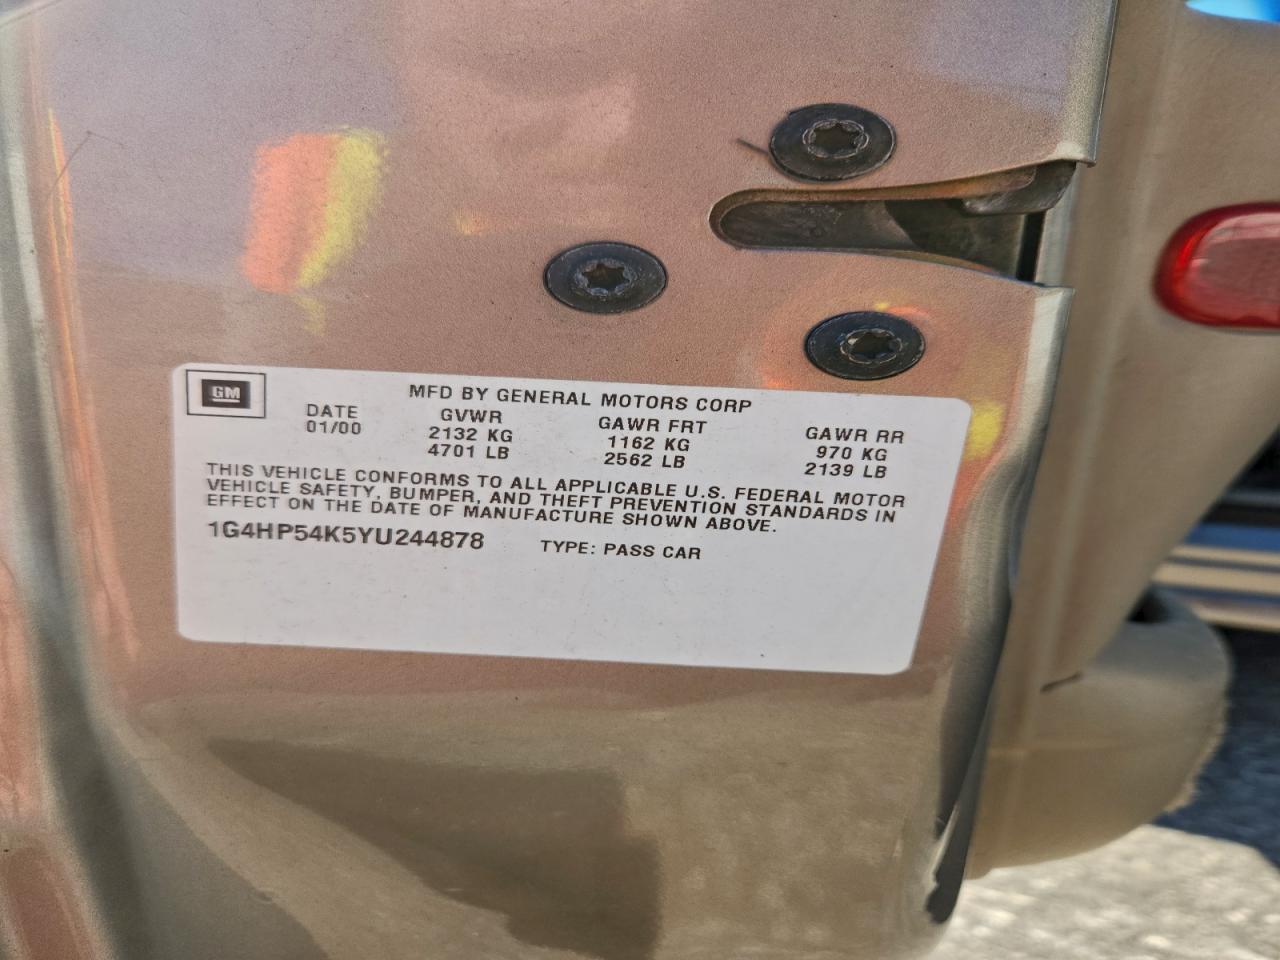 GM
MFD BY GENERAL MOTORS CORP
DATE GVWR GAWR FRT GAWR RR
01/00 2132 KG 1162 KG 970 KG
4701 LB 2562 LB 2139 LB
THIS VEHICLE CONFORMS TO ALL APPLICABLE U.S. FEDERAL MOTOR
VEHICLE SAFETY, BUMPER, AND THEFT PREVENTION STANDARDS IN
EFFECT ON THE DATE OF MANUFACTURE SHOWN ABOVE.
1G4HP54K5YU244878 TYPE: PASS CAR